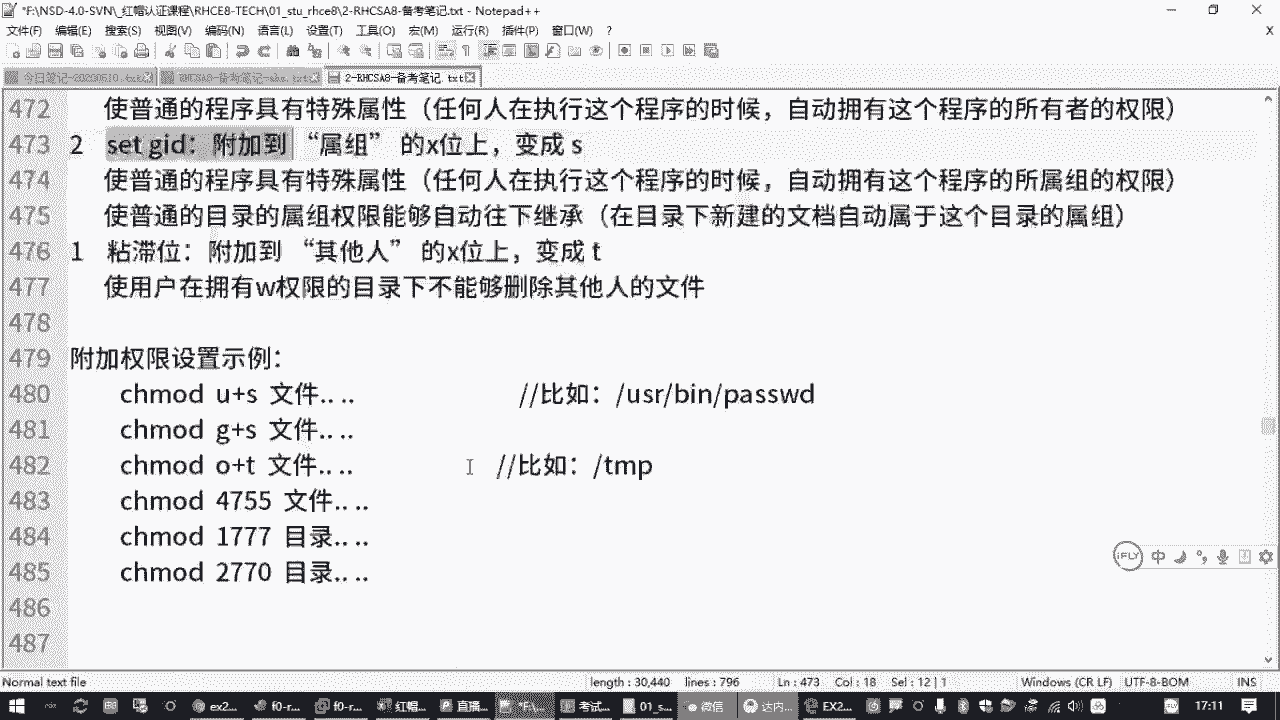 *F:\NSD-4.0-SVN\_红帽认证课程\RHCE8-TECH\01_stu_rhce8\2-RHCSA8-备考笔记.txt - Notepad++
文件(F) 编辑(E) 搜索(S) 视图(V) 编码(N) 语言(L) 设置(T) 工具(O) 宏(M) 运行(R) 插件(P) 窗口(W) ? X
2-RHCSA8-备考笔记.txt
472 使普通的程序具有特殊属性（任何人在执行这个程序的时候，自动拥有这个程序的所有者的权限）
473 2 set gid：附加到 “属组” 的x位上，变成 s
474 使普通的程序具有特殊属性（任何人在执行这个程序的时候，自动拥有这个程序的所属组的权限）
475 使普通的目录的属组权限能够自动往下继承（在目录下新建的文档自动属于这个目录的属组）
476 1 粘滞位：附加到 “其他人” 的x位上，变成 t
477 使用户在拥有w权限的目录下不能够删除其他人的文件
478
479 附加权限设置示例：
480 chmod u+s 文件.. .. //比如：/usr/bin/passwd
481 chmod g+s 文件.. ..
482 chmod o+t 文件.. .. //比如：/tmp
483 chmod 4755 文件.. ..
484 chmod 1777 目录.. ..
485 chmod 2770 目录.. ..
486
487
iFLY 中
Normal text file length : 30,440 lines : 796 Ln : 473 Col : 18 Sel : 12 | 1 Windows (CR LF) UTF-8-BOM INS
ex2... f0-r... f0-r... 红帽... 直播... *F:\... 考试... 01_s... 微信 达内... EX2... 17:11